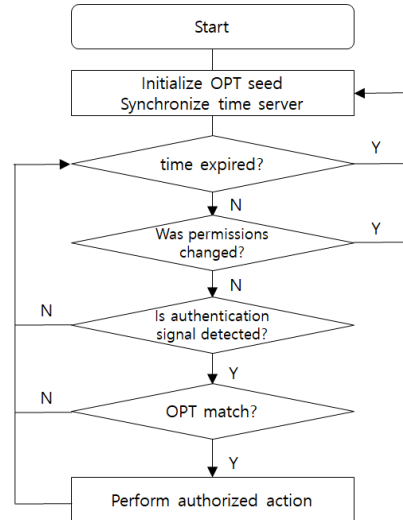 Start
Initialize OPT seed
Synchronize time server
time expired?
Y
N
Was permissions
changed?
Y
N
Is authentication
signal detected?
N
Y
OPT match?
N
Y
Perform authorized action